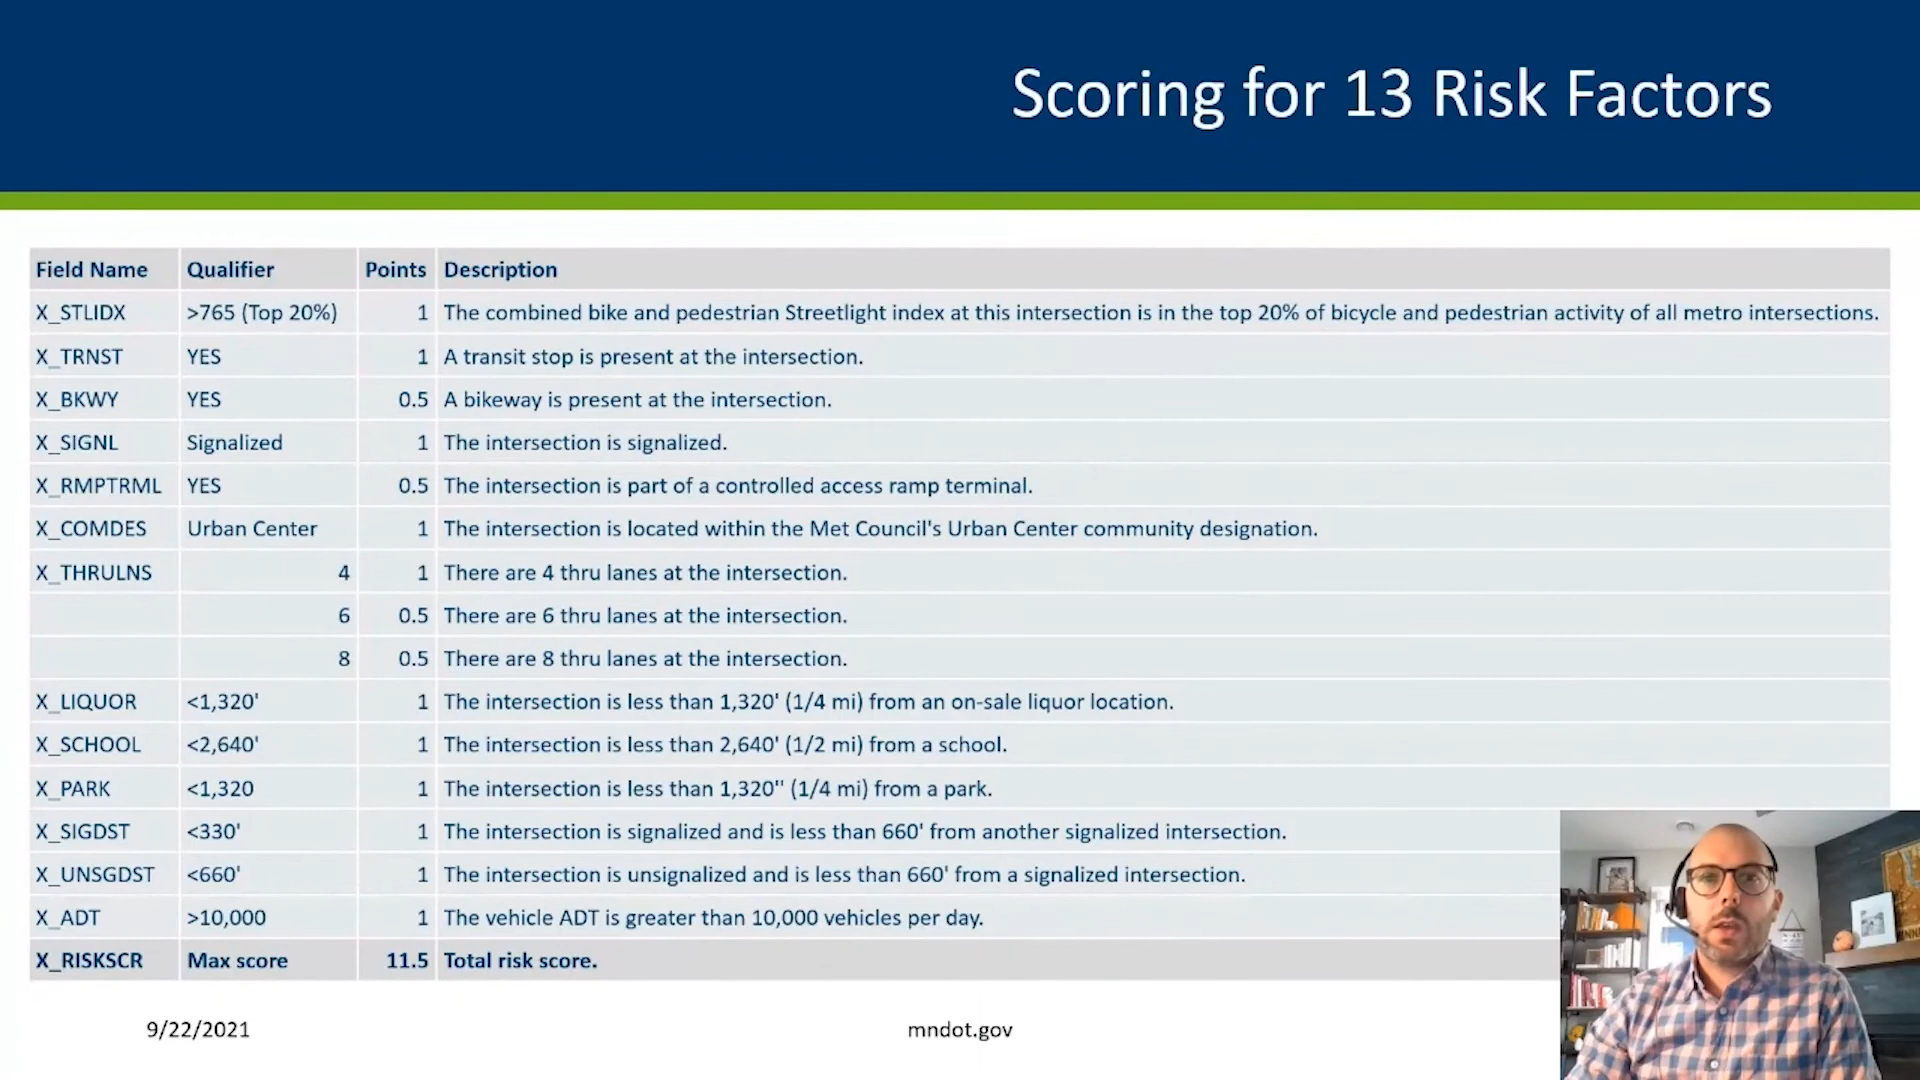 Scoring for 13 Risk Factors
Field Name Qualifier Points Description
X_STLIDX >765 (Top 20%) 1 The combined bike and pedestrian Streetlight index at this intersection is in the top 20% of bicycle and pedestrian activity of all metro intersections.
X_TRNST YES 1 A transit stop is present at the intersection.
X_BKWY YES 0.5 A bikeway is present at the intersection.
X_SIGNL Signalized 1 The intersection is signalized.
X_RMPTRML YES 0.5 The intersection is part of a controlled access ramp terminal.
X_COMDES Urban Center 1 The intersection is located within the Met Council's Urban Center community designation.
X_THRULNS 4 1 There are 4 thru lanes at the intersection.
6 0.5 There are 6 thru lanes at the intersection.
8 0.5 There are 8 thru lanes at the intersection.
X_LIQUOR <1,320' 1 The intersection is less than 1,320' (1/4 mi) from an on-sale liquor location.
X_SCHOOL <2,640' 1 The intersection is less than 2,640' (1/2 mi) from a school.
X_PARK <1,320 1 The intersection is less than 1,320" (1/4 mi) from a park.
X_SIGDST <330' 1 The intersection is signalized and is less than 660' from another signalized intersection.
X_UNSGDST <660' 1 The intersection is unsignalized and is less than 660' from a signalized intersection.
X_ADT >10,000 1 The vehicle ADT is greater than 10,000 vehicles per day.
X_RISKSCR Max score 11.5 Total risk score.
9/22/2021 mndot.gov